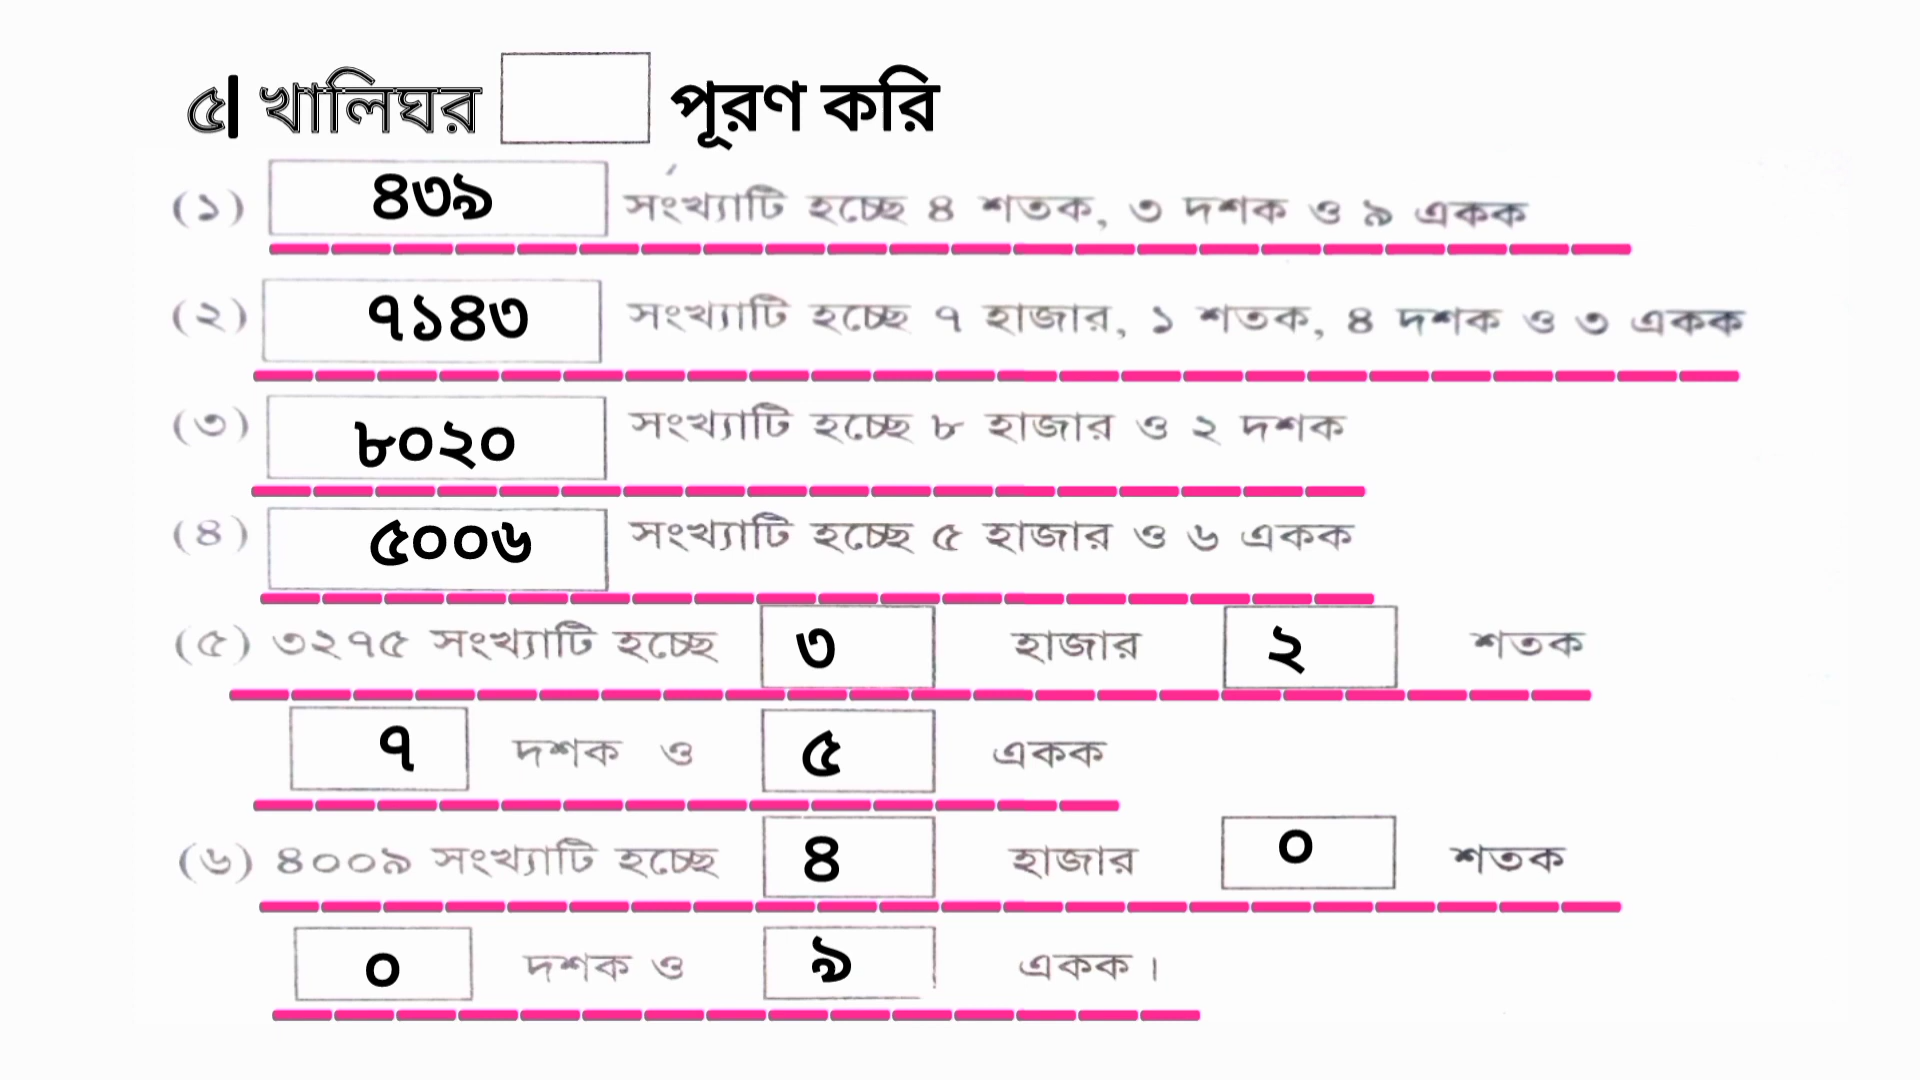 ৫| খালিঘর পূরণ করি
(১) ৪৩৯ সংখ্যাটি হচ্ছে ৪ শতক, ৩ দশক ও ৯ একক
(২) ৭১৪৩ সংখ্যাটি হচ্ছে ৭ হাজার, ১ শতক, ৪ দশক ও ৩ একক
(৩) ৮০২০ সংখ্যাটি হচ্ছে ৮ হাজার ও ২ দশক
(৪) ৫০০৬ সংখ্যাটি হচ্ছে ৫ হাজার ও ৬ একক
(৫) ৩২৭৫ সংখ্যাটি হচ্ছে ৩ হাজার ২ শতক
৭ দশক ও ৫ একক
(৬) ৪০০৯ সংখ্যাটি হচ্ছে ৪ হাজার ০ শতক
০ দশক ও ৯ একক।